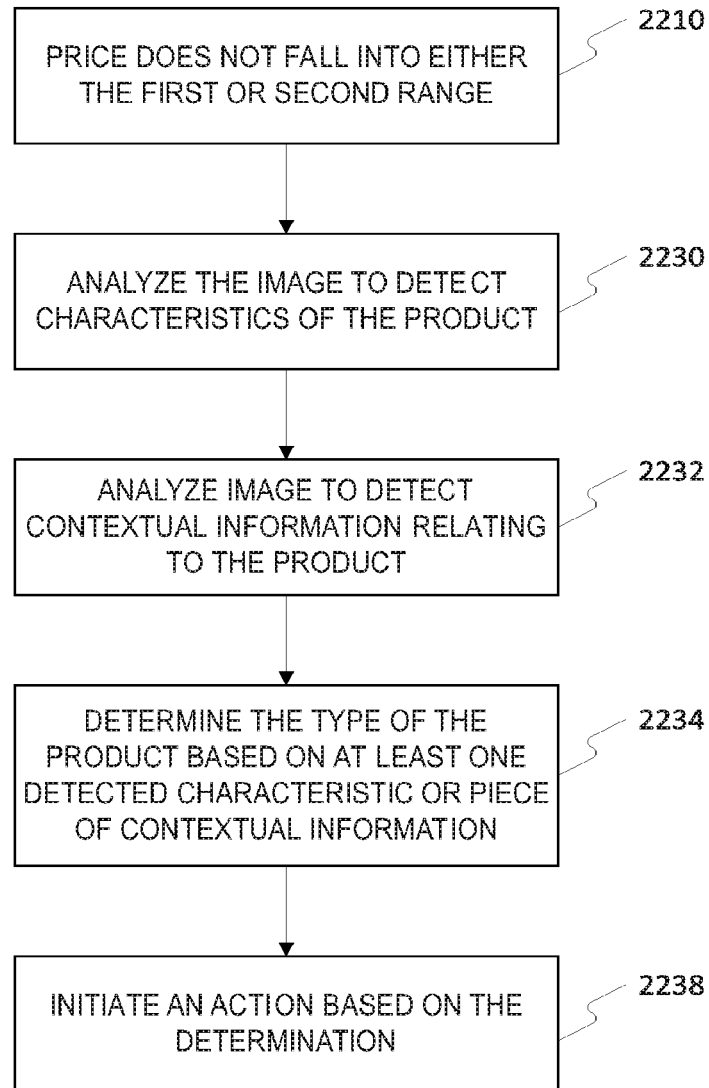 2210
PRICE DOES NOT FALL INTO EITHER
THE FIRST OR SECOND RANGE
2230
ANALYZE THE IMAGE TO DETECT
CHARACTERISTICS OF THE PRODUCT
2232
ANALYZE IMAGE TO DETECT
CONTEXTUAL INFORMATION RELATING
TO THE PRODUCT
2234
DETERMINE THE TYPE OF THE
PRODUCT BASED ON AT LEAST ONE
DETECTED CHARACTERISTIC OR PIECE
OF CONTEXTUAL INFORMATION
2238
INITIATE AN ACTION BASED ON THE
DETERMINATION